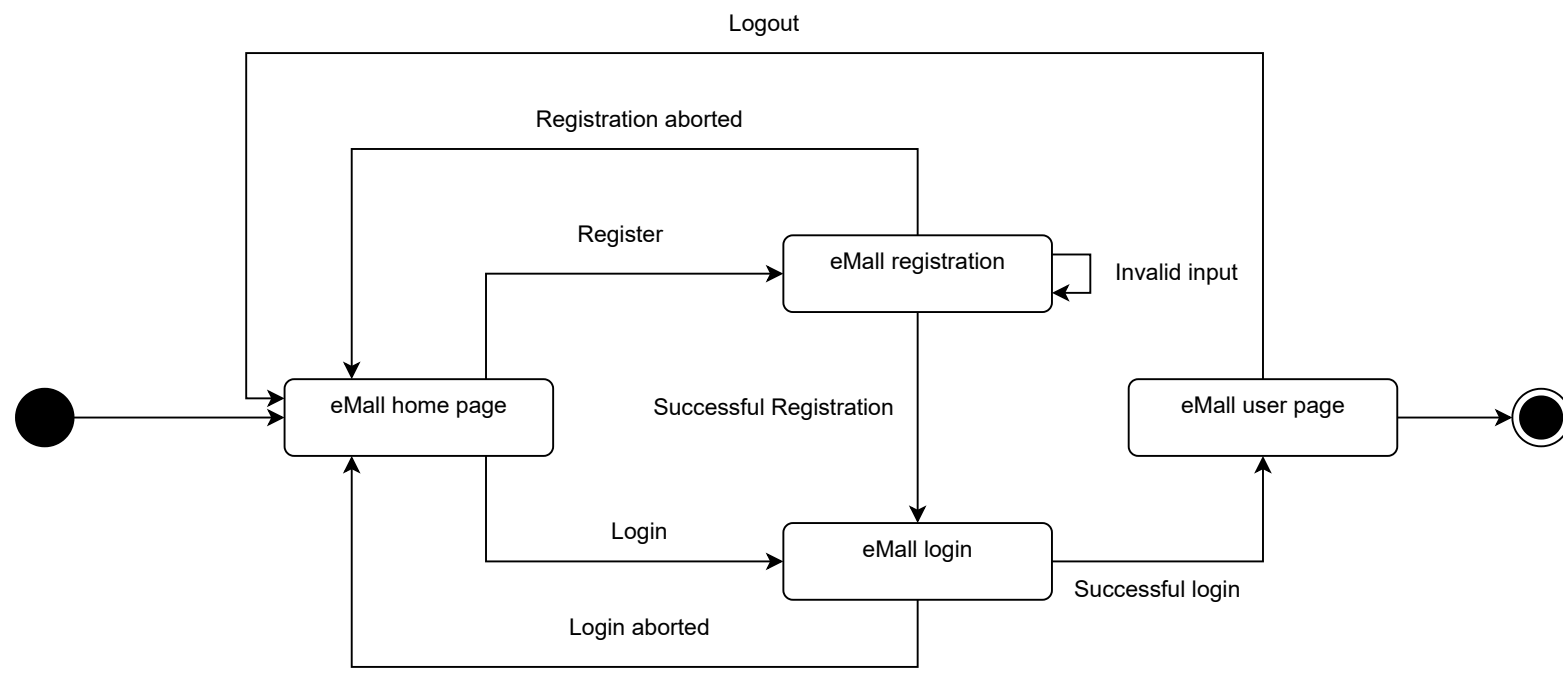 Logout
Registration aborted
Register
eMall registration
Invalid input
eMall home page
Successful Registration
eMall user page
Login
eMall login
Successful login
Login aborted